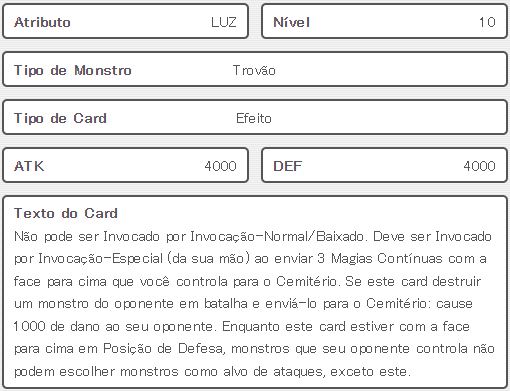 Atributo LUZ Nível 10
Tipo de Monstro Trovão
Tipo de Card Efeito
ATK 4000 DEF 4000
Texto do Card
Não pode ser Invocado por Invocação-Normal/Baixado. Deve ser Invocado
por Invocação-Especial (da sua mão) ao enviar 3 Magias Contínuas com a
face para cima que você controla para o Cemitério. Se este card destruir
um monstro do oponente em batalha e enviá-lo para o Cemitério: cause
1000 de dano ao seu oponente. Enquanto este card estiver com a face
para cima em Posição de Defesa, monstros que seu oponente controla não
podem escolher monstros como alvo de ataques, exceto este.